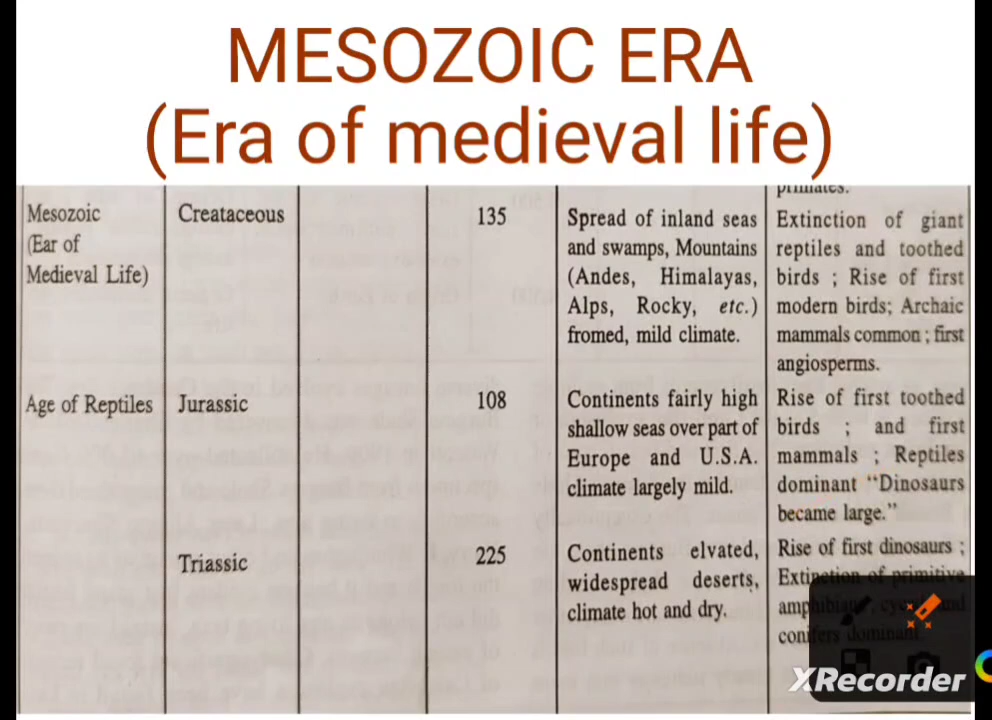 MESOZOIC ERA
(Era of medieval life)
primates.
Mesozoic
(Ear of
Medieval Life)
Creataceous
135
Spread of inland seas
and swamps, Mountains
(Andes, Himalayas,
Alps, Rocky, etc.)
fromed, mild climate.
Extinction of giant
reptiles and toothed
birds ; Rise of first
modern birds; Archaic
mammals common ; first
angiosperms.
Age of Reptiles
Jurassic
108
Continents fairly high
shallow seas over part of
Europe and U.S.A.
climate largely mild.
Rise of first toothed
birds ; and first
mammals ; Reptiles
dominant “Dinosaurs
became large.”
Triassic
225
Continents elvated,
widespread deserts,
climate hot and dry.
Rise of first dinosaurs ;
Extinction of primitive
amphibians ; cycads and
conifers dominant.
XRecorder